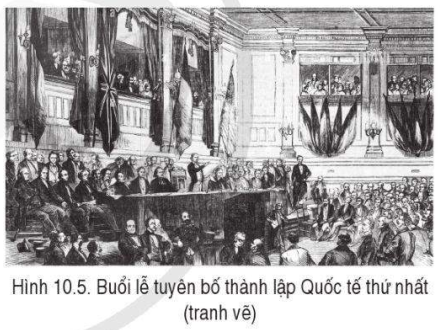 Hình 10.5. Buổi lễ tuyên bố thành lập Quốc tế thứ nhất
(tranh vẽ)